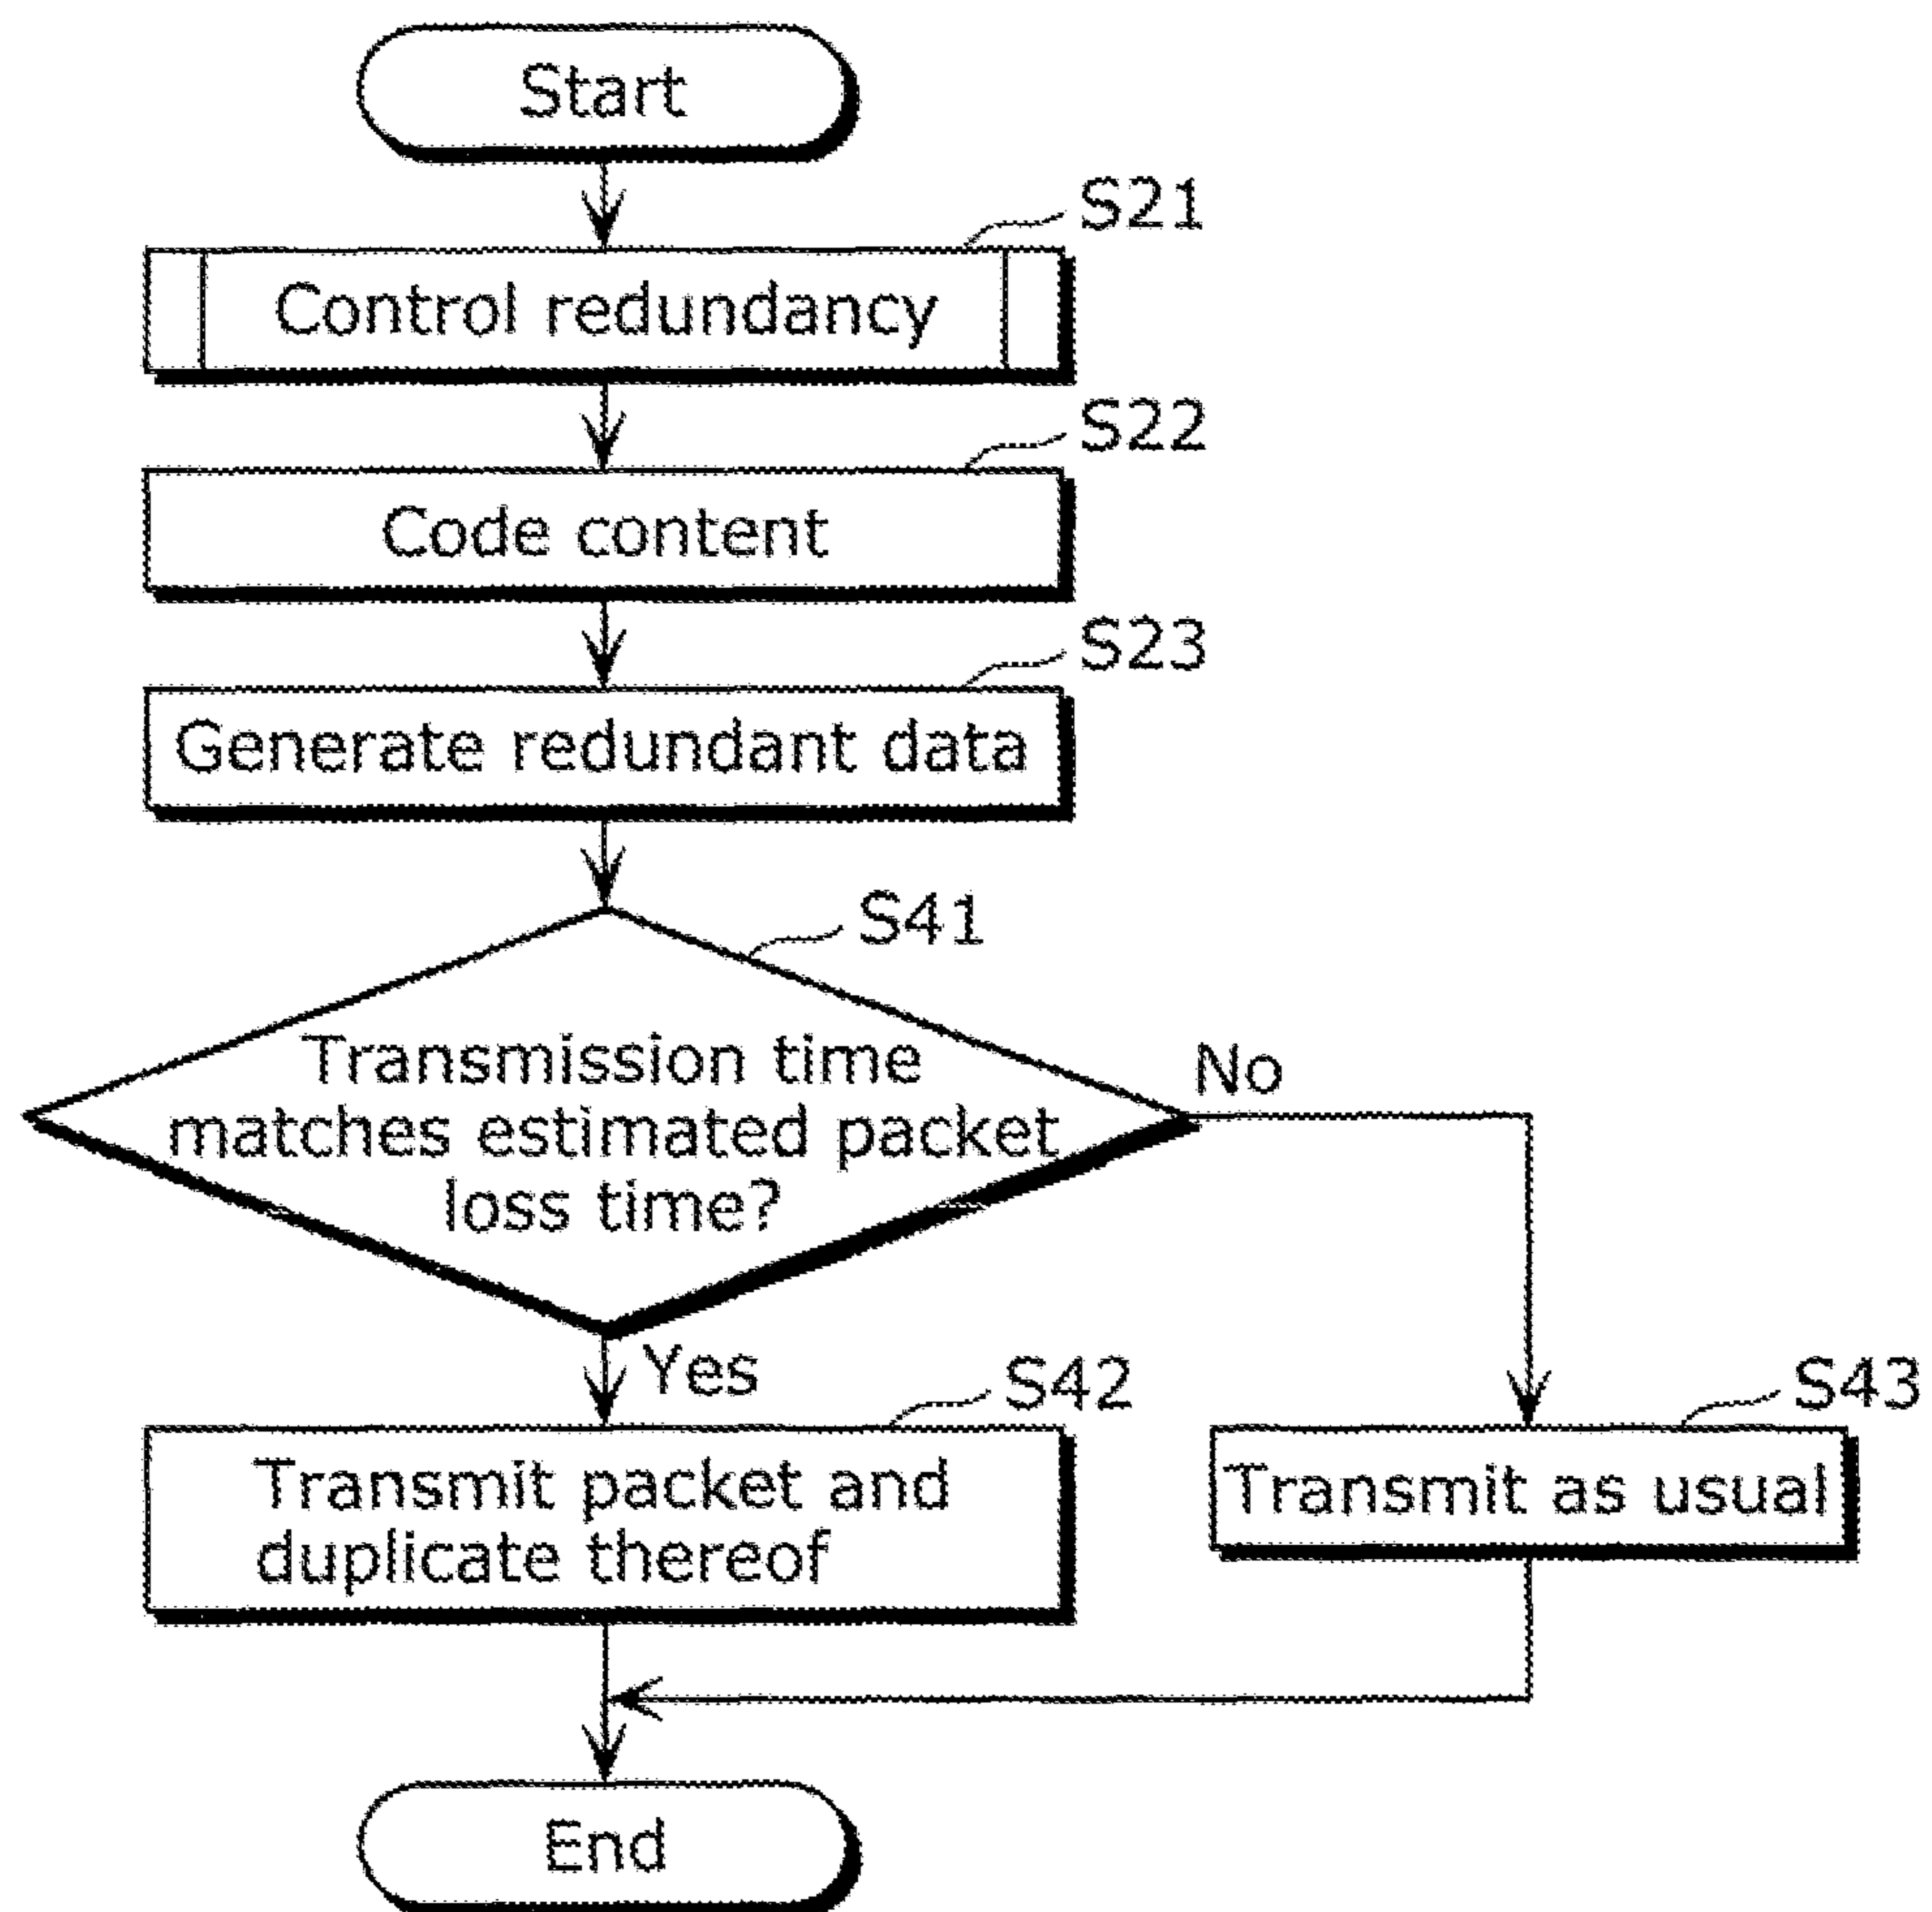 Start
S21
Control redundancy
S22
Code content
S23
Generate redundant data
S41
Transmission time
matches estimated packet
loss time?
No
Yes
S42
S43
Transmit packet and
duplicate thereof
Transmit as usual
End